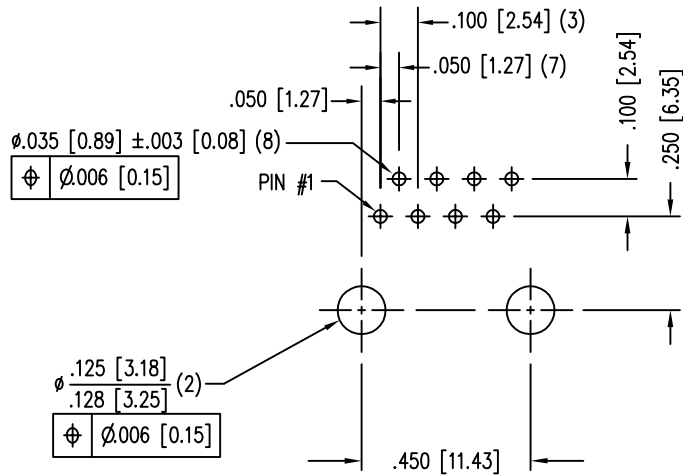 .100 [2.54] (3)
.050 [1.27] (7)
.050 [1.27]
.100 [2.54]
.250 [6.35]
ø.035 [0.89] ±.003 [0.08] (8)
⌖ Ø.006 [0.15]
PIN #1
ø .125 [3.18] (2)
.128 [3.25]
⌖ Ø.006 [0.15]
.450 [11.43]